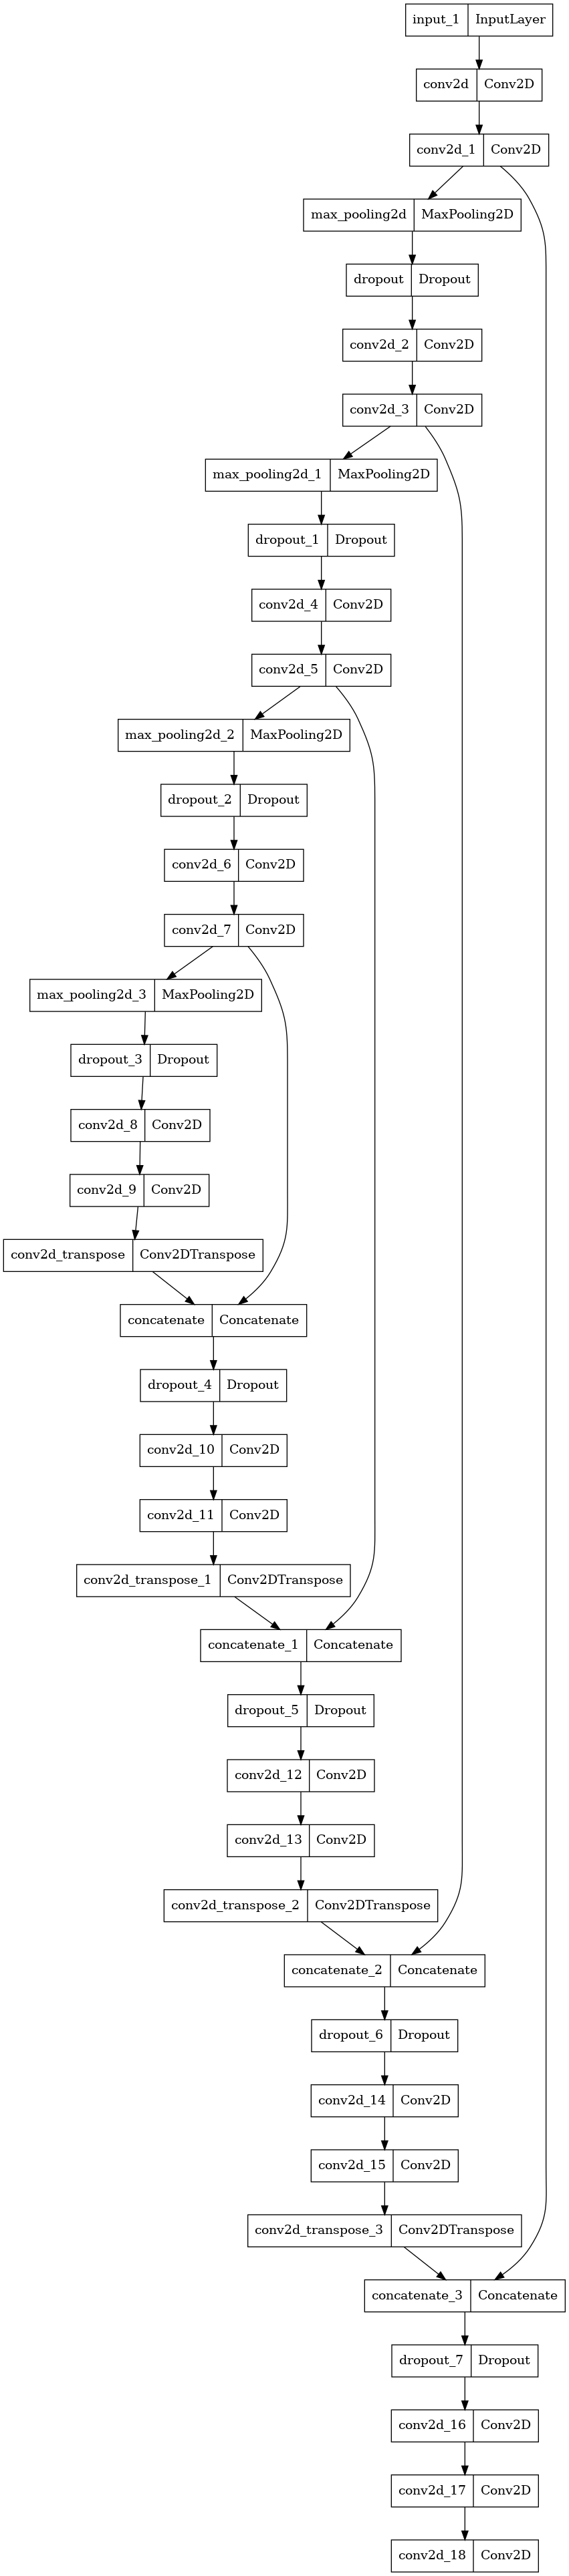 input_1 InputLayer
conv2d Conv2D
conv2d_1 Conv2D
max_pooling2d MaxPooling2D
dropout Dropout
conv2d_2 Conv2D
conv2d_3 Conv2D
max_pooling2d_1 MaxPooling2D
dropout_1 Dropout
conv2d_4 Conv2D
conv2d_5 Conv2D
max_pooling2d_2 MaxPooling2D
dropout_2 Dropout
conv2d_6 Conv2D
conv2d_7 Conv2D
max_pooling2d_3 MaxPooling2D
dropout_3 Dropout
conv2d_8 Conv2D
conv2d_9 Conv2D
conv2d_transpose Conv2DTranspose
concatenate Concatenate
dropout_4 Dropout
conv2d_10 Conv2D
conv2d_11 Conv2D
conv2d_transpose_1 Conv2DTranspose
concatenate_1 Concatenate
dropout_5 Dropout
conv2d_12 Conv2D
conv2d_13 Conv2D
conv2d_transpose_2 Conv2DTranspose
concatenate_2 Concatenate
dropout_6 Dropout
conv2d_14 Conv2D
conv2d_15 Conv2D
conv2d_transpose_3 Conv2DTranspose
concatenate_3 Concatenate
dropout_7 Dropout
conv2d_16 Conv2D
conv2d_17 Conv2D
conv2d_18 Conv2D